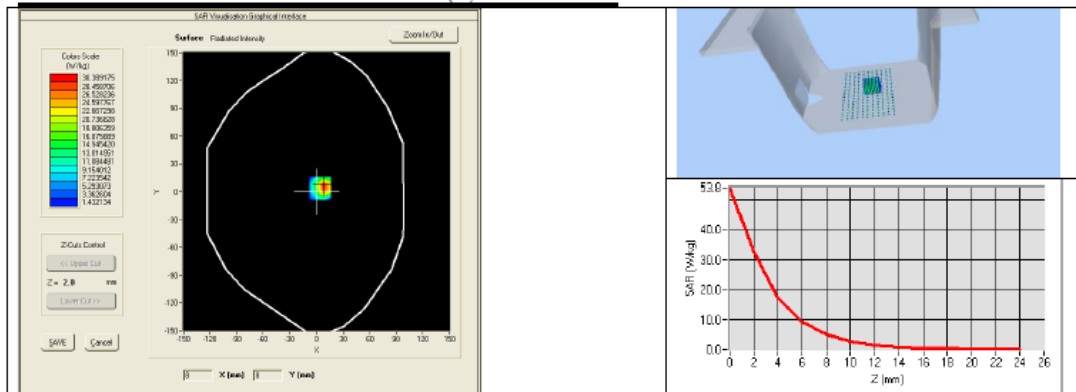 SAR Visualisation Graphical Interface
Surface Radiated Intensity
Zoom In/Out
Colors Scale
(W/kg)
30.389175
28.458706
26.528236
24.597767
22.667298
20.736828
18.806359
16.875889
14.945420
13.014951
11.084481
9.154012
7.223542
5.293073
3.362604
1.432134
Z-Cuts Control
<< Upper Cut
Z = 2.0 mm
Lower Cut >>
SAVE Cancel
150
120
90
60
30
0
-30
-60
-90
-120
-150
Y
-150 -120 -90 -60 -30 0 30 60 90 120 150
X
8 X (mm) Y (mm)
53.8
40.0
30.0
20.0
10.0
0.0
SAR (W/kg)
0 2 4 6 8 10 12 14 16 18 20 22 24 26
Z (mm)